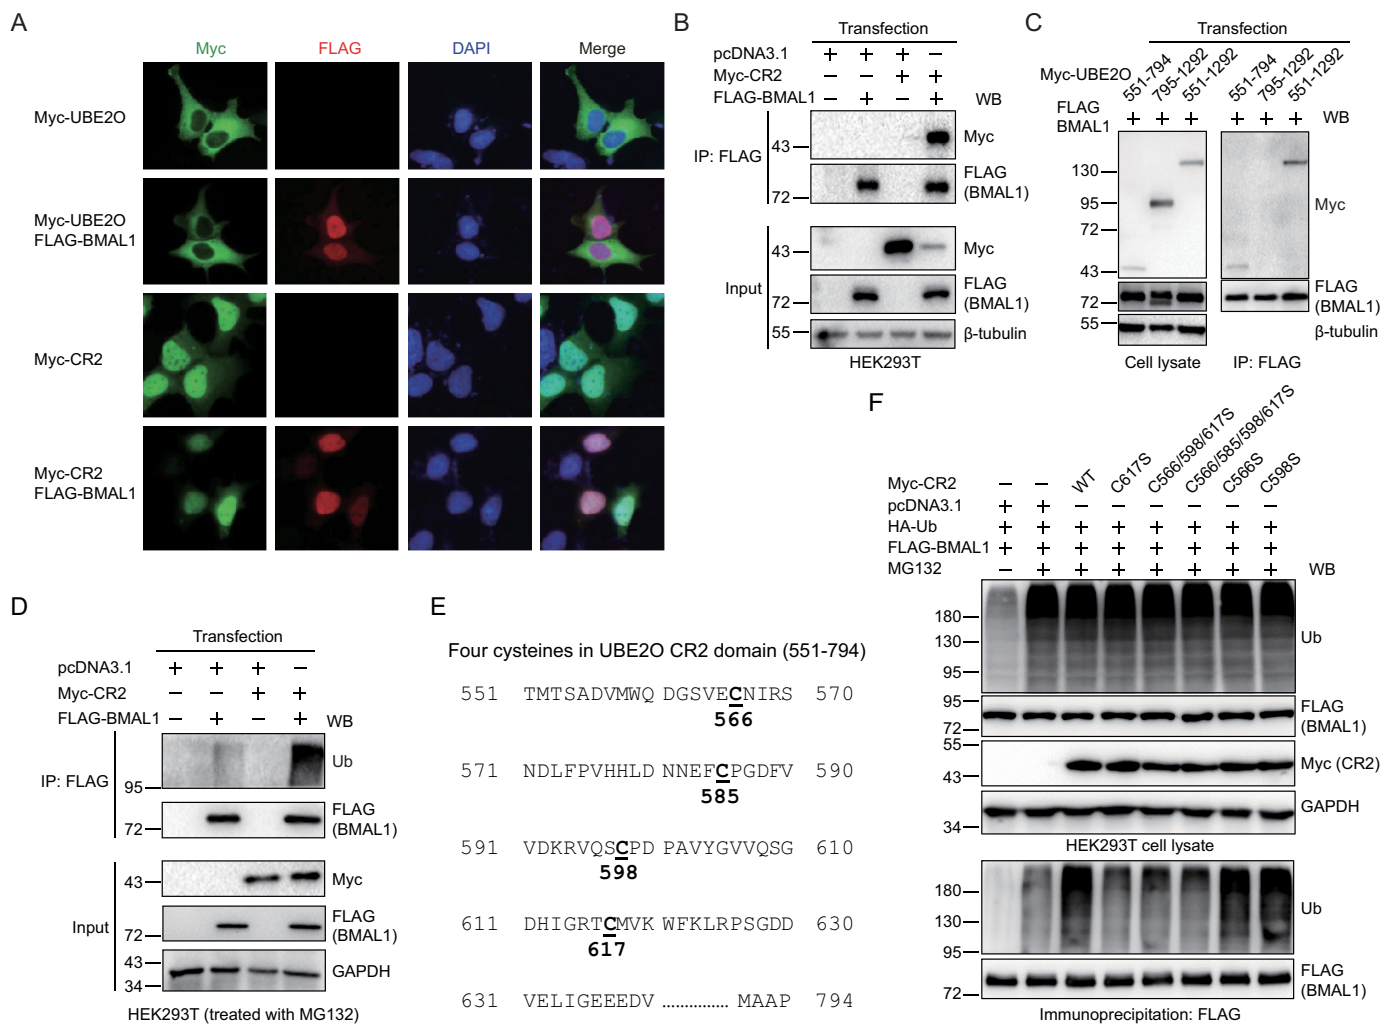 A
Myc FLAG DAPI Merge
Myc-UBE2O
Myc-UBE2O
FLAG-BMAL1
Myc-CR2
Myc-CR2
FLAG-BMAL1
B
Transfection
pcDNA3.1 + + + –
Myc-CR2 – – + +
FLAG-BMAL1 – + – + WB
IP: FLAG
43 Myc
72 FLAG
(BMAL1)
Input
43 Myc
72 FLAG
(BMAL1)
55 β-tubulin
HEK293T
C
Transfection
Myc-UBE2O 551-794 795-1292 551-1292 551-794 795-1292 551-1292
FLAG
BMAL1 + + + + + + WB
130
95
72
43
Myc
72 FLAG
(BMAL1)
55 β-tubulin
Cell lysate IP: FLAG
D
Transfection
pcDNA3.1 + + + –
Myc-CR2 – – + +
FLAG-BMAL1 – + – + WB
IP: FLAG
Ub
95
72 FLAG
(BMAL1)
Input
43 Myc
72 FLAG
(BMAL1)
43
34
GAPDH
HEK293T (treated with MG132)
E
Four cysteines in UBE2O CR2 domain (551-794)
551 TMTSADVMWQ DGSVECNIRS 570
566
571 NDLFPVHHLD NNEFCPGDFV 590
585
591 VDKRVQSCPD PAVYGVVQSG 610
598
611 DHIGRTCMVK WFKLRPSGDD 630
617
631 VELIGEEEDV ............... MAAP 794
F
Myc-CR2 – – WT C617S C566/598/617S C566/585/598/617S C566S C598S
pcDNA3.1 + + – – – – – –
HA-Ub + + + + + + + +
FLAG-BMAL1 + + + + + + + +
MG132 – + + + + + + + WB
180
130
95
Ub
95
72
FLAG
(BMAL1)
55
43
Myc (CR2)
34
GAPDH
HEK293T cell lysate
180
130
95
Ub
72
FLAG
(BMAL1)
Immunoprecipitation: FLAG